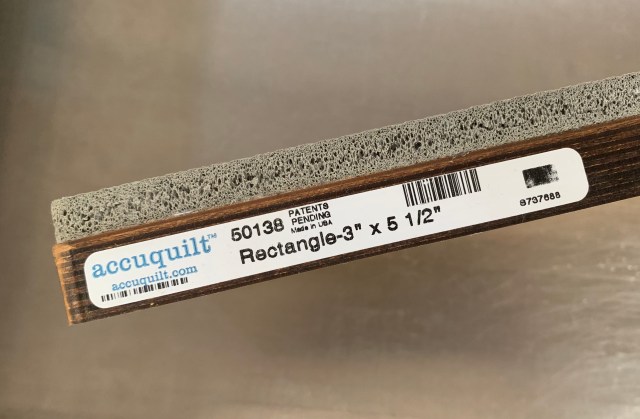 accuquilt™
accuquilt.com
50138
PATENTS
PENDING
Made in USA
Rectangle-3" x 5 1/2"
8737688